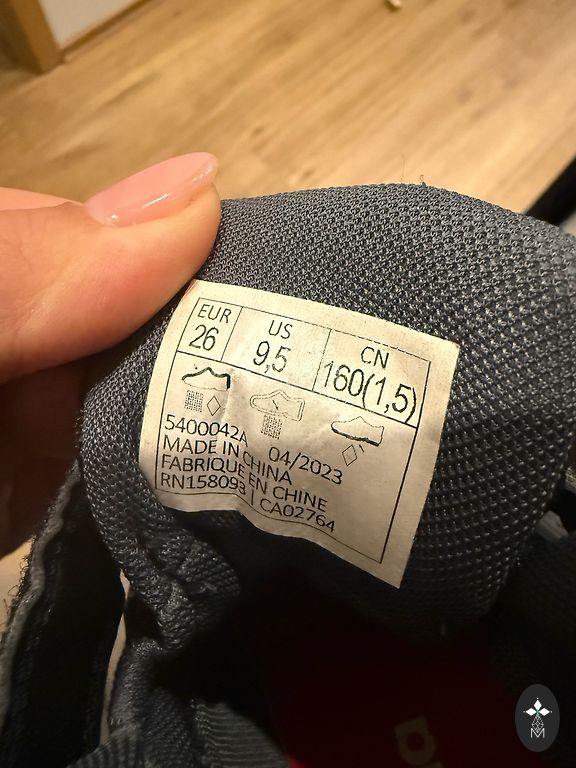 EUR US CN
26 9,5 160(1,5)
5400042A 04/2023
MADE IN CHINA
FABRIQUE EN CHINE
RN158093 | CA02764